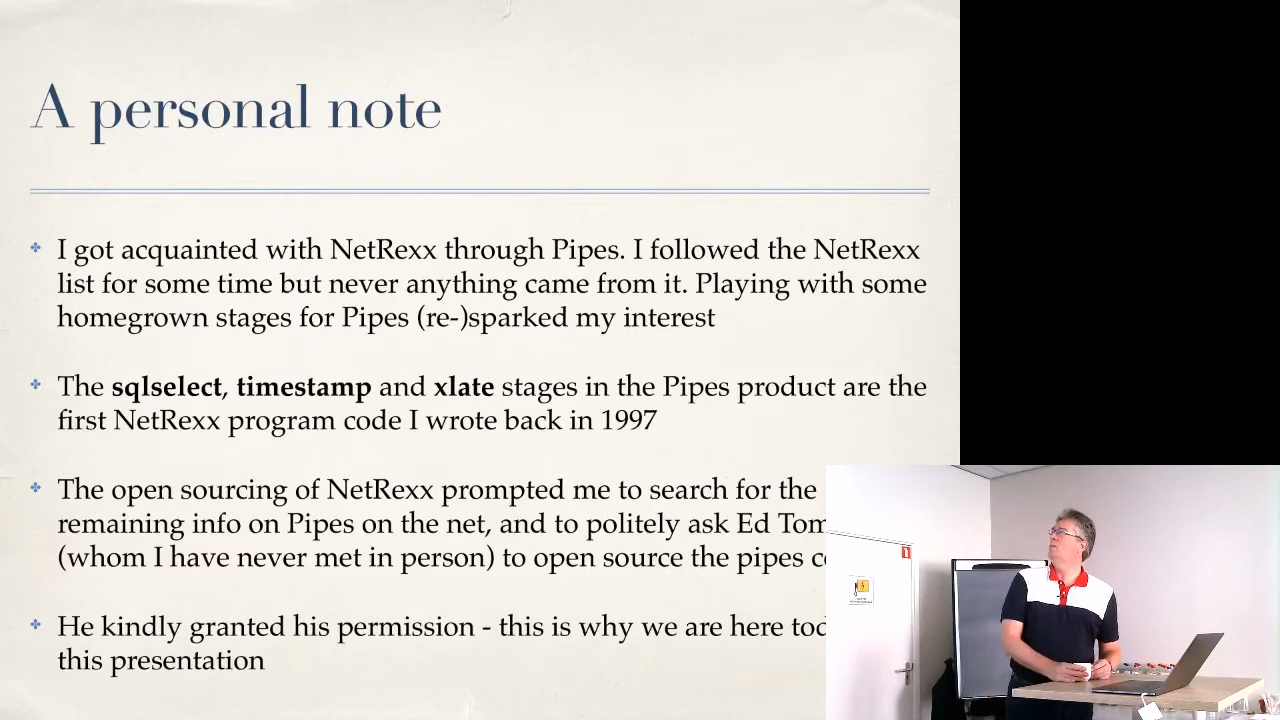 A personal note
I got acquainted with NetRexx through Pipes. I followed the NetRexx
list for some time but never anything came from it. Playing with some
homegrown stages for Pipes (re-)sparked my interest
The sqlselect, timestamp and xlate stages in the Pipes product are the
first NetRexx program code I wrote back in 1997
The open sourcing of NetRexx prompted me to search for the
remaining info on Pipes on the net, and to politely ask Ed
(whom I have never met in person) to open source the pipes
He kindly granted his permission - this is why we are here
this presentation